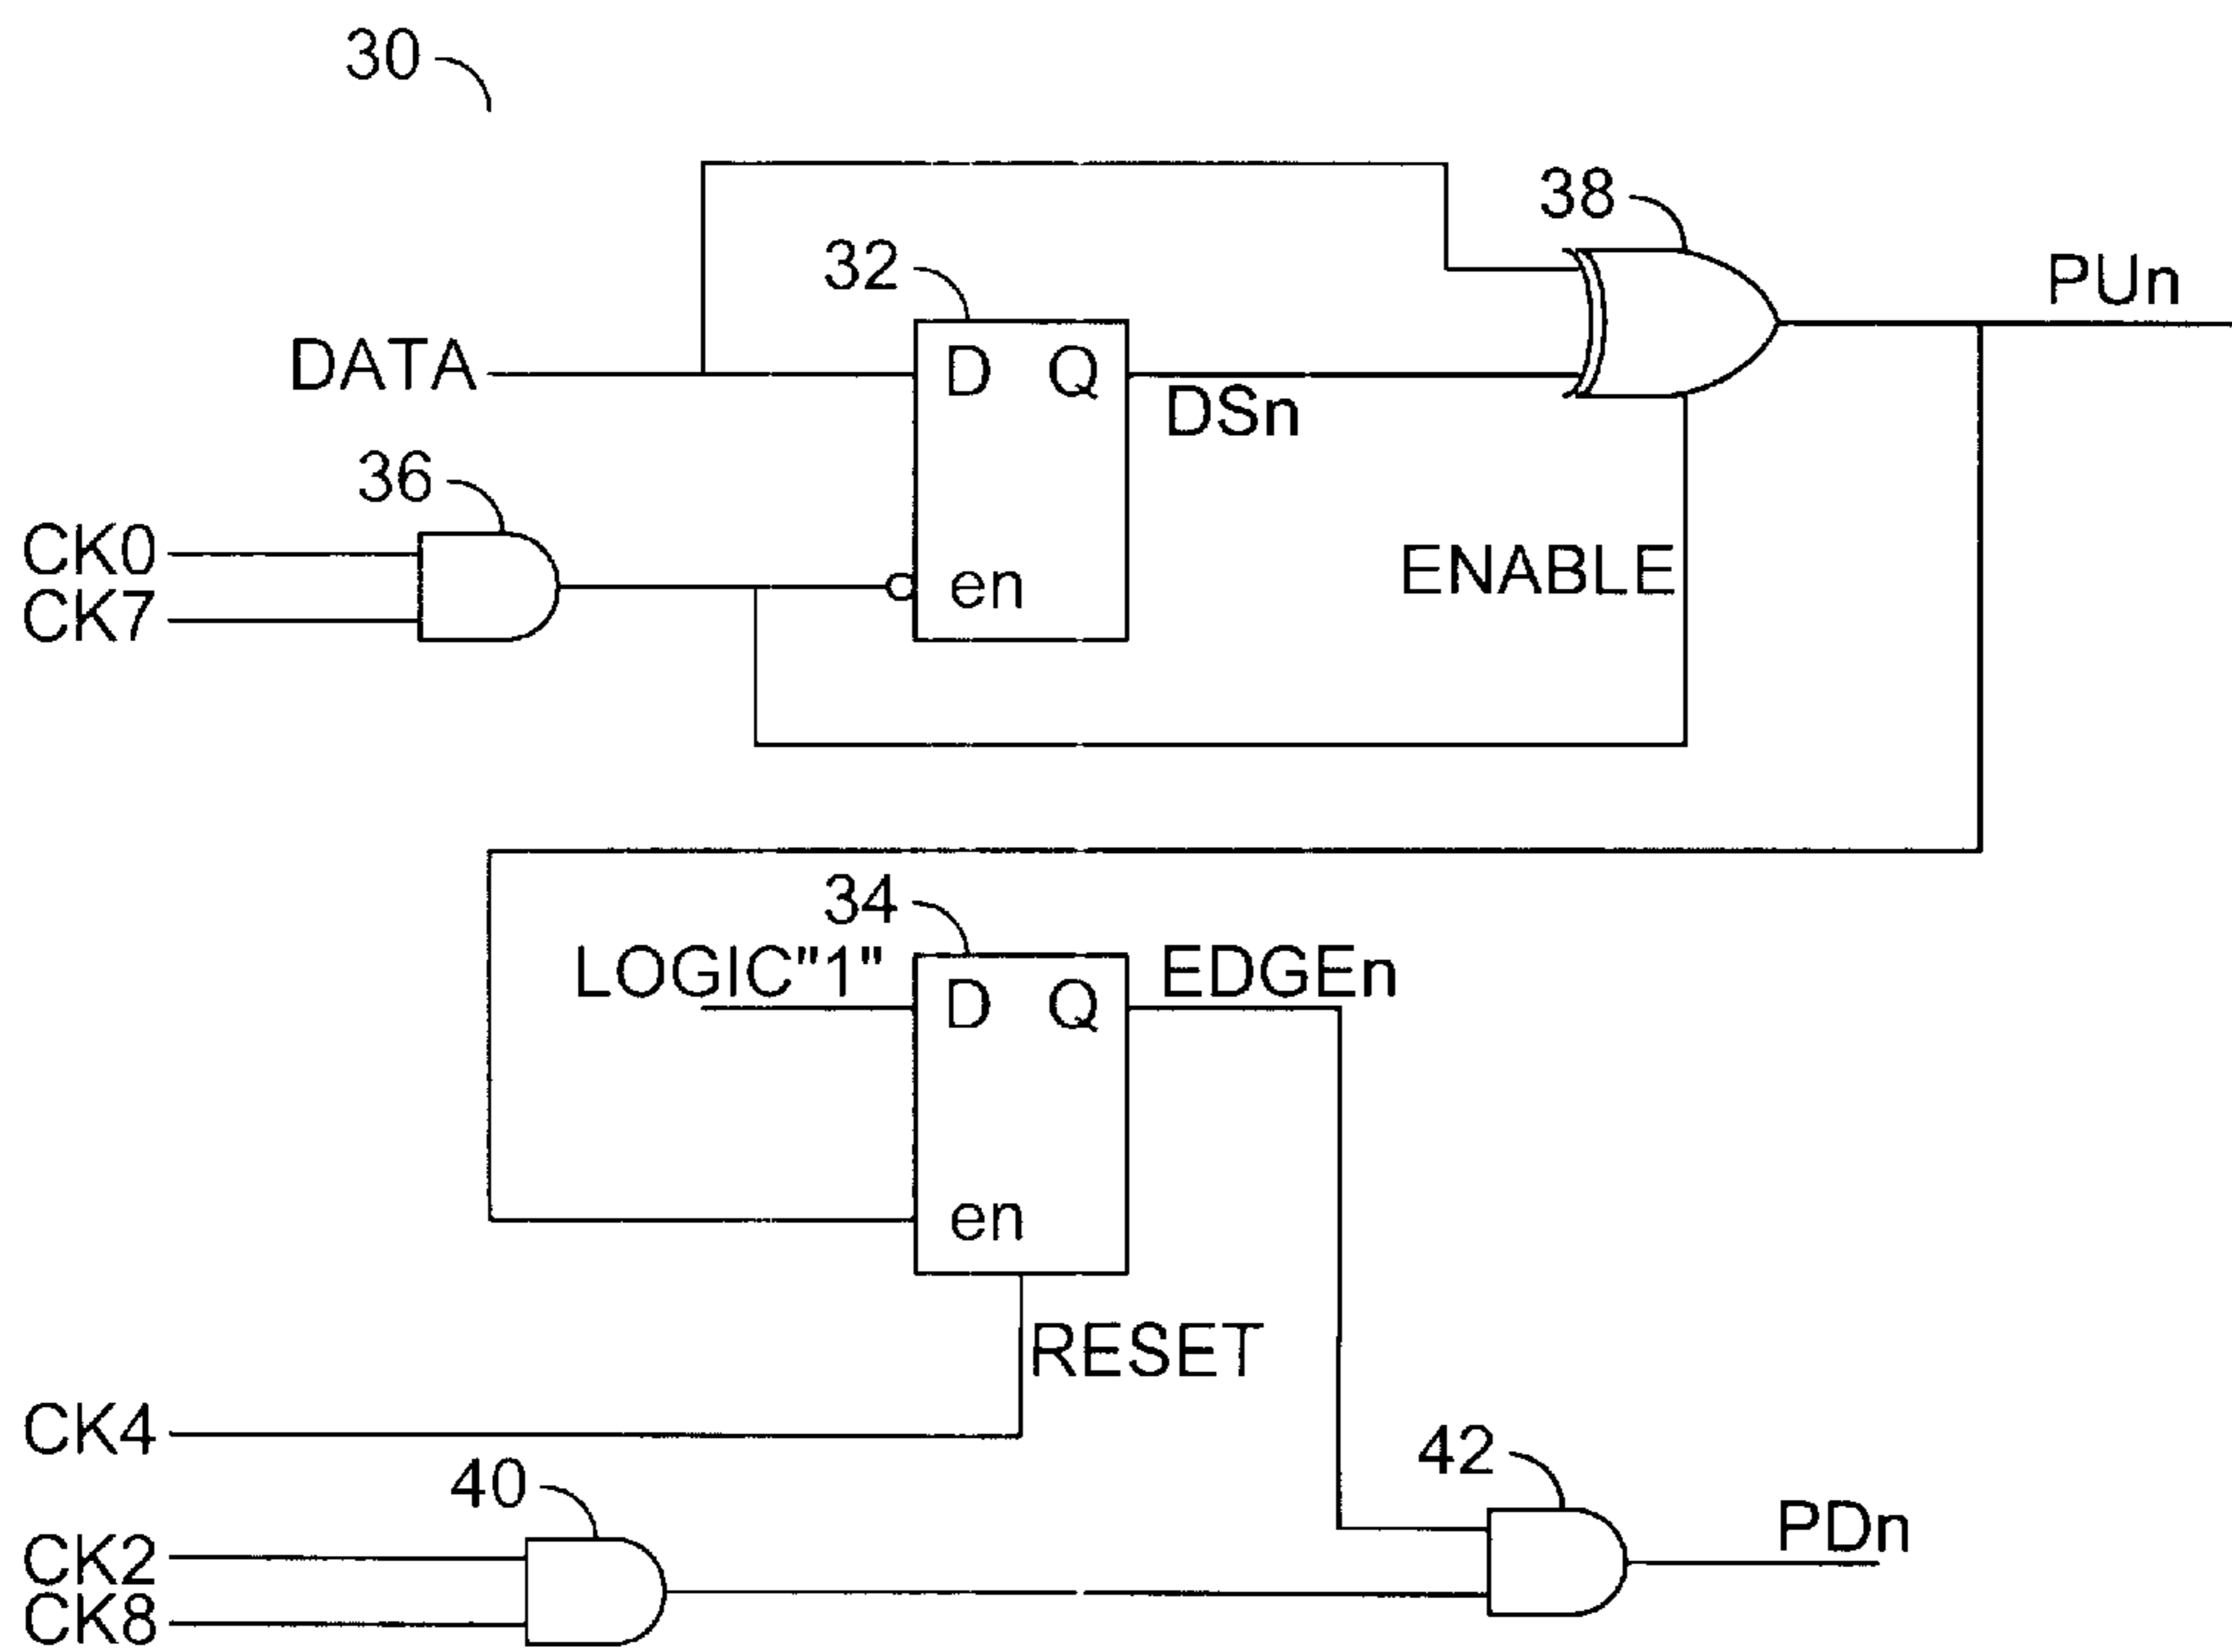 30
38
PUn
32
DATA
D Q
DSn
36
CK0
CK7
en
ENABLE
34
LOGIC"1"
D Q
EDGEn
en
RESET
CK4
42
40
PDn
CK2
CK8